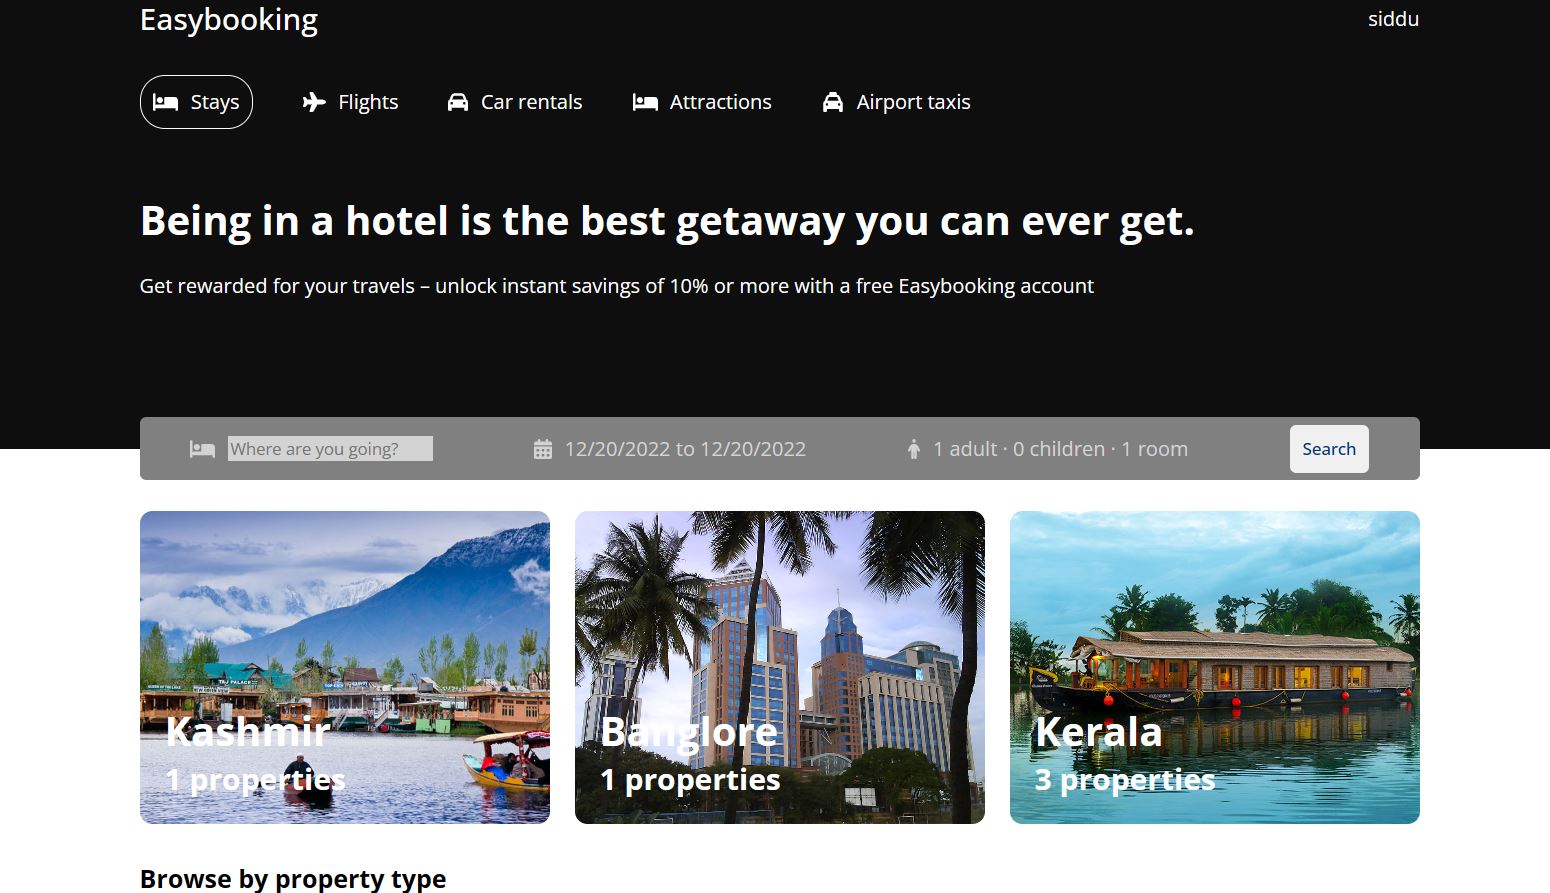 Easybooking
siddu
Stays
Flights
Car rentals
Attractions
Airport taxis
Being in a hotel is the best getaway you can ever get.
Get rewarded for your travels – unlock instant savings of 10% or more with a free Easybooking account
Where are you going?
12/20/2022 to 12/20/2022
1 adult · 0 children · 1 room
Search
TAJ PALACE
Kashmir
1 properties
Banglore
1 properties
Kerala
3 properties
Browse by property type